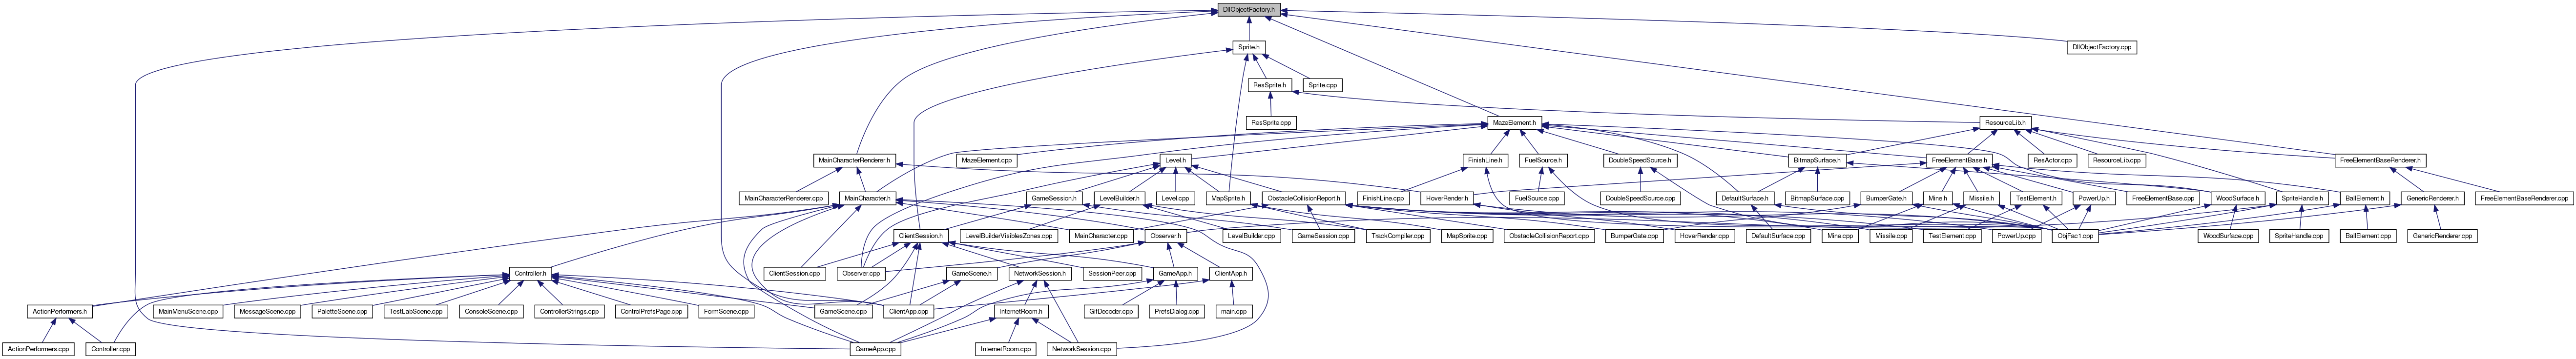 DllObjectFactory.h
Sprite.h
DllObjectFactory.cpp
ResSprite.h
Sprite.cpp
ResSprite.cpp
MazeElement.h
ResourceLib.h
MainCharacterRenderer.h
MazeElement.cpp
Level.h
FinishLine.h
FuelSource.h
DoubleSpeedSource.h
BitmapSurface.h
FreeElementBase.h
ResActor.cpp
ResourceLib.cpp
FreeElementBaseRenderer.h
MainCharacterRenderer.cpp
MainCharacter.h
GameSession.h
LevelBuilder.h
Level.cpp
MapSprite.h
ObstacleCollisionReport.h
FinishLine.cpp
HoverRender.h
FuelSource.cpp
DoubleSpeedSource.cpp
DefaultSurface.h
BitmapSurface.cpp
BumperGate.h
Mine.h
Missile.h
TestElement.h
PowerUp.h
FreeElementBase.cpp
WoodSurface.h
SpriteHandle.h
BallElement.h
GenericRenderer.h
FreeElementBaseRenderer.cpp
ClientSession.h
LevelBuilderVisiblesZones.cpp
MainCharacter.cpp
Observer.h
LevelBuilder.cpp
GameSession.cpp
TrackCompiler.cpp
MapSprite.cpp
ObstacleCollisionReport.cpp
BumperGate.cpp
HoverRender.cpp
DefaultSurface.cpp
Mine.cpp
Missile.cpp
TestElement.cpp
PowerUp.cpp
ObjFac1.cpp
WoodSurface.cpp
SpriteHandle.cpp
BallElement.cpp
GenericRenderer.cpp
Controller.h
ClientSession.cpp
Observer.cpp
GameScene.h
NetworkSession.h
SessionPeer.cpp
GameApp.h
ClientApp.h
ActionPerformers.h
MainMenuScene.cpp
MessageScene.cpp
PaletteScene.cpp
TestLabScene.cpp
ConsoleScene.cpp
ControllerStrings.cpp
ControlPrefsPage.cpp
FormScene.cpp
GameScene.cpp
ClientApp.cpp
InternetRoom.h
GifDecoder.cpp
PrefsDialog.cpp
main.cpp
ActionPerformers.cpp
Controller.cpp
GameApp.cpp
InternetRoom.cpp
NetworkSession.cpp